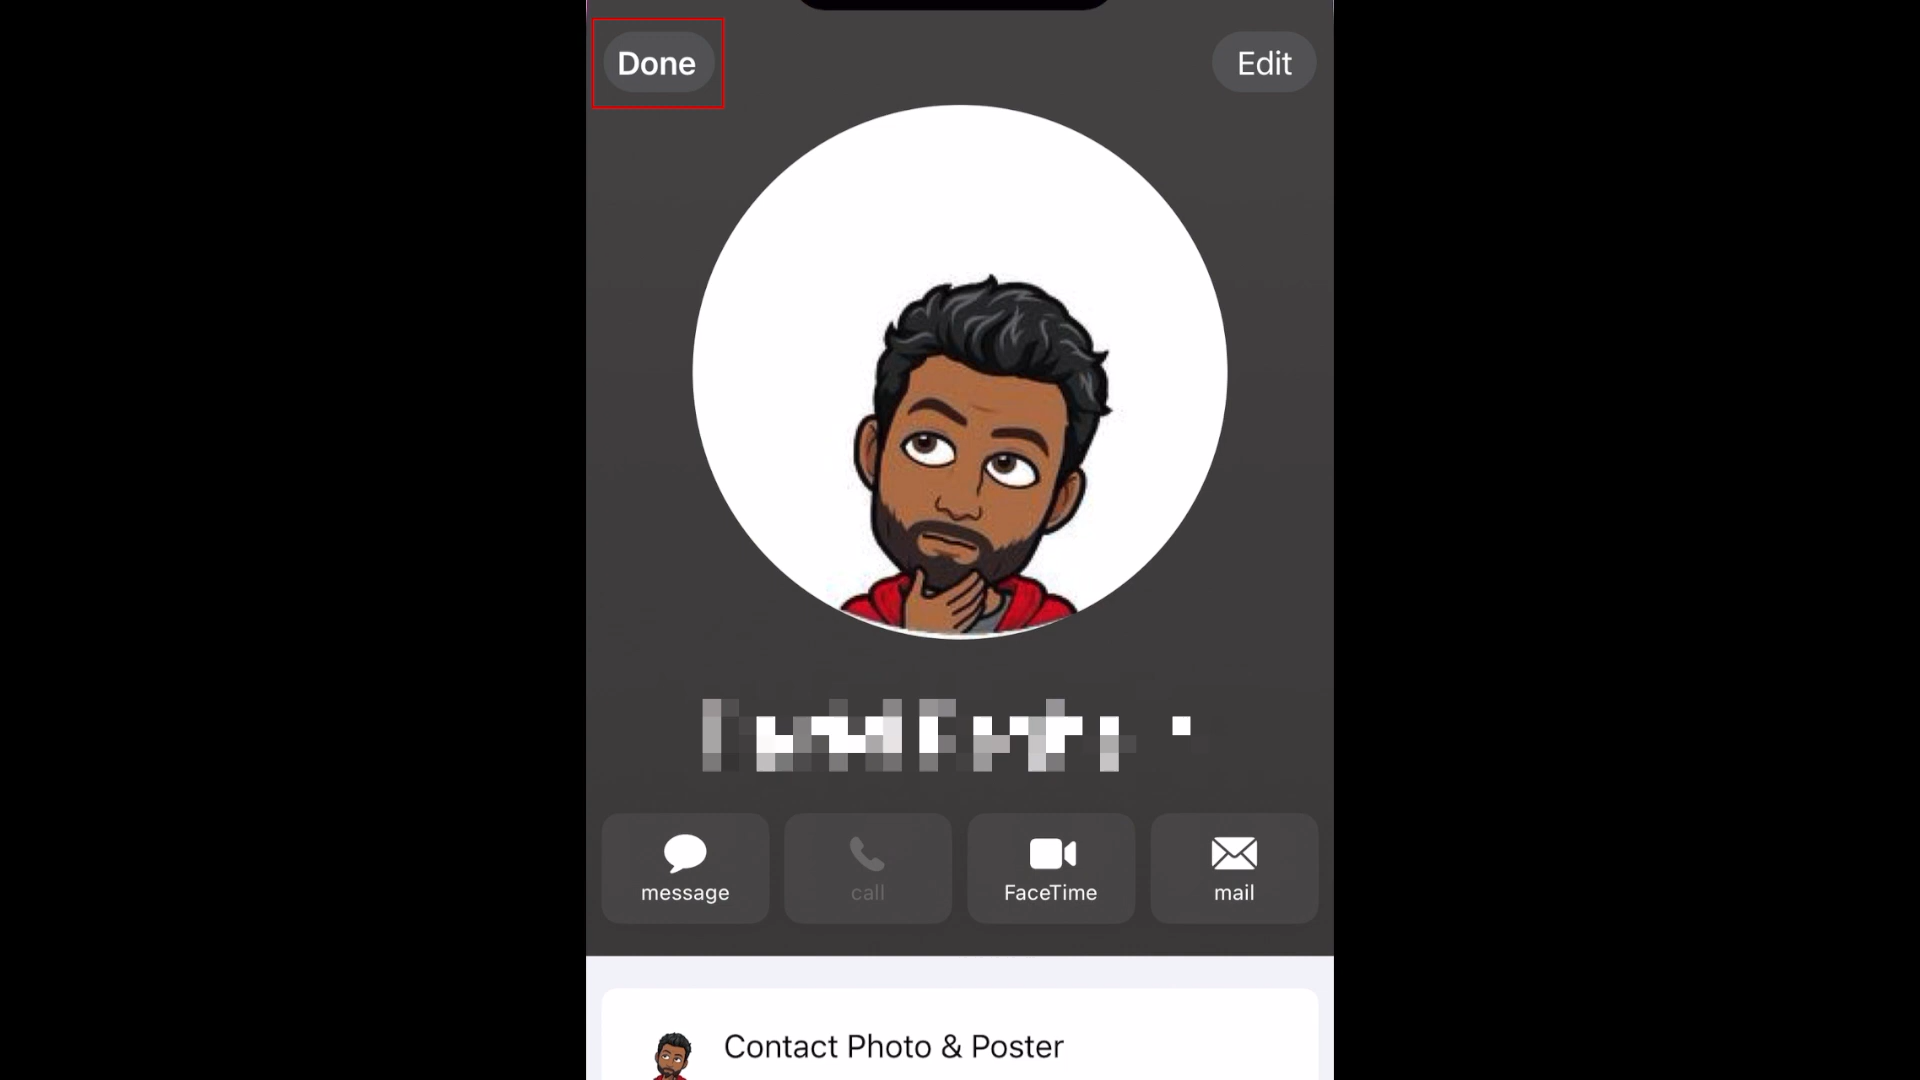 Done
Edit
message
call
FaceTime
mail
Contact Photo & Poster